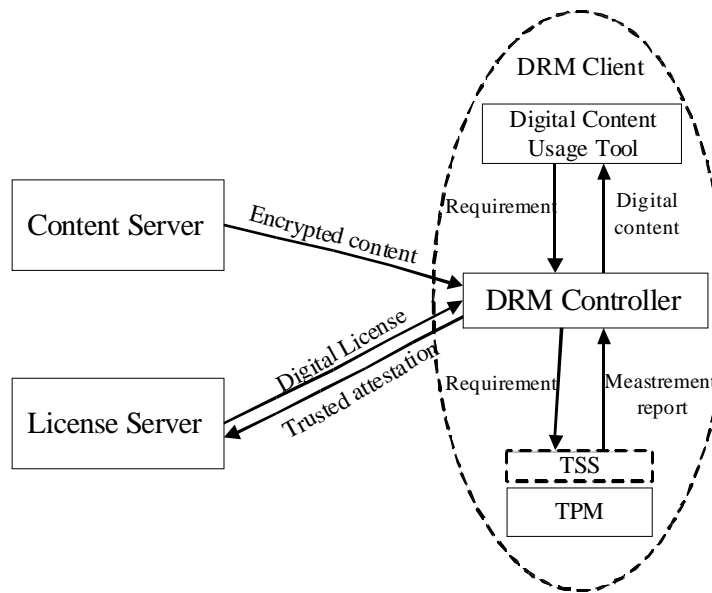 DRM Client
Digital Content
Usage Tool
Requirement
Digital
content
Content Server
Encrypted content
DRM Controller
Digital License
Trusted attestation
License Server
Requirement
Meastrement
report
TSS
TPM